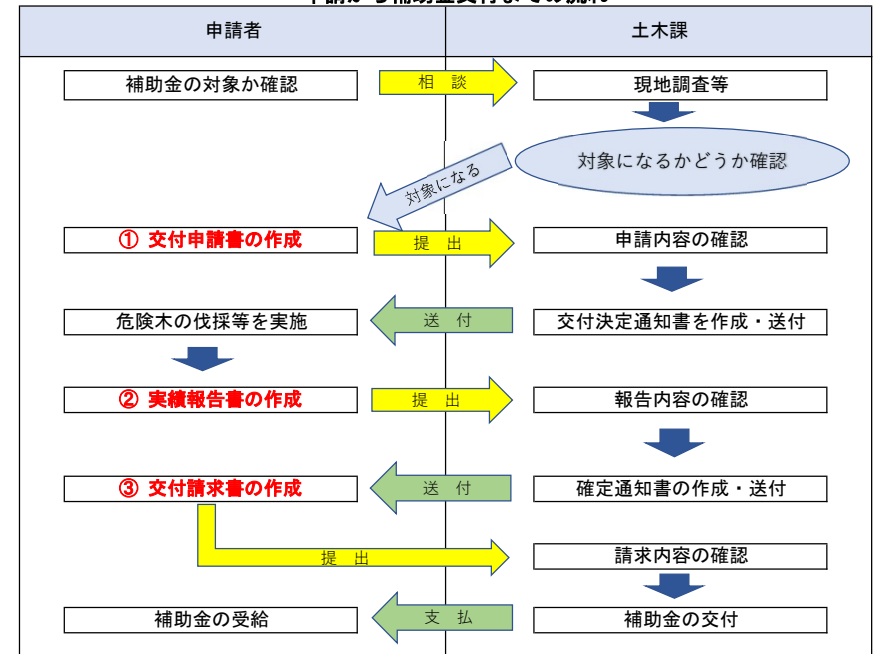 申請者
土木課
補助金の対象か確認
相 談
現地調査等
対象になるかどうか確認
対象になる
① 交付申請書の作成
提 出
申請内容の確認
危険木の伐採等を実施
送 付
交付決定通知書を作成・送付
② 実績報告書の作成
提 出
報告内容の確認
③ 交付請求書の作成
送 付
確定通知書の作成・送付
提 出
請求内容の確認
補助金の受給
支 払
補助金の交付